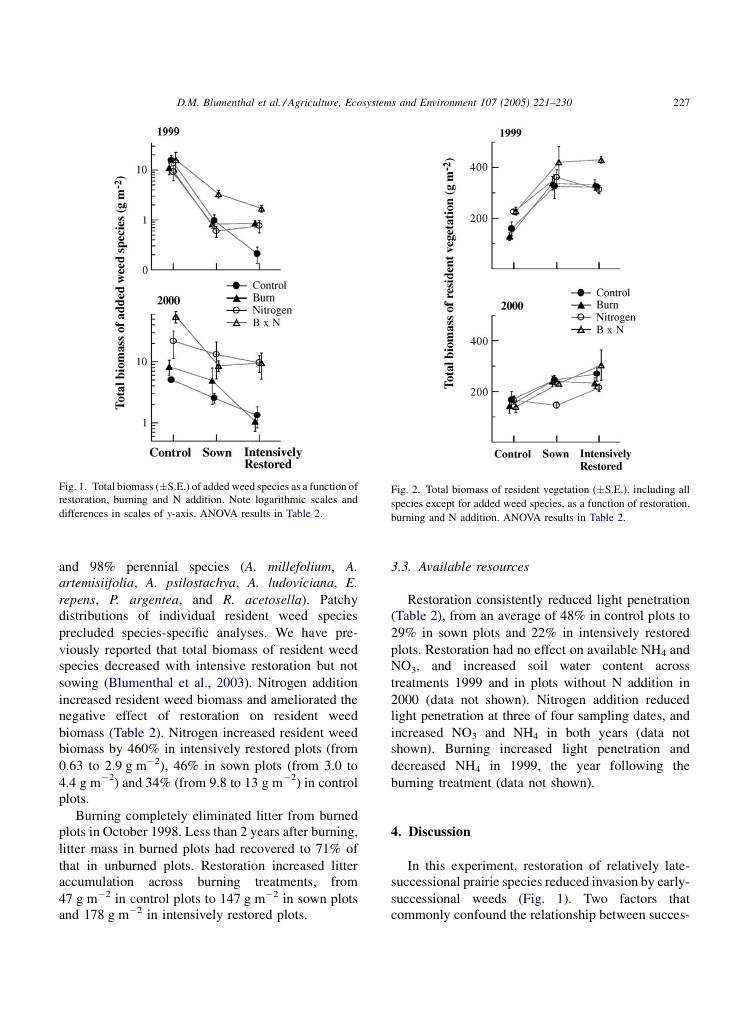 D.M. Blumenthal et al. / Agriculture, Ecosystems and Environment 107 (2005) 221–230
227
1999
Total biomass of added weed species (g m-2)
10
1
0
Control
Burn
Nitrogen
B x N
2000
10
1
Control Sown Intensively
Restored
Fig. 1. Total biomass (±S.E.) of added weed species as a function of
restoration, burning and N addition. Note logarithmic scales and
differences in scales of y-axis. ANOVA results in Table 2.
1999
Total biomass of resident vegetation (g m-2)
400
200
Control
Burn
Nitrogen
B x N
2000
400
200
Control Sown Intensively
Restored
Fig. 2. Total biomass of resident vegetation (±S.E.), including all
species except for added weed species, as a function of restoration,
burning and N addition. ANOVA results in Table 2.
and 98% perennial species (A. millefolium, A.
artemisiifolia, A. psilostachya, A. ludoviciana, E.
repens, P. argentea, and R. acetosella). Patchy
distributions of individual resident weed species
precluded species-specific analyses. We have pre-
viously reported that total biomass of resident weed
species decreased with intensive restoration but not
sowing (Blumenthal et al., 2003). Nitrogen addition
increased resident weed biomass and ameliorated the
negative effect of restoration on resident weed
biomass (Table 2). Nitrogen increased resident weed
biomass by 460% in intensively restored plots (from
0.63 to 2.9 g m−2), 46% in sown plots (from 3.0 to
4.4 g m−2) and 34% (from 9.8 to 13 g m−2) in control
plots.
Burning completely eliminated litter from burned
plots in October 1998. Less than 2 years after burning,
litter mass in burned plots had recovered to 71% of
that in unburned plots. Restoration increased litter
accumulation across burning treatments, from
47 g m−2 in control plots to 147 g m−2 in sown plots
and 178 g m−2 in intensively restored plots.
3.3. Available resources
Restoration consistently reduced light penetration
(Table 2), from an average of 48% in control plots to
29% in sown plots and 22% in intensively restored
plots. Restoration had no effect on available NH4 and
NO3, and increased soil water content across
treatments 1999 and in plots without N addition in
2000 (data not shown). Nitrogen addition reduced
light penetration at three of four sampling dates, and
increased NO3 and NH4 in both years (data not
shown). Burning increased light penetration and
decreased NH4 in 1999, the year following the
burning treatment (data not shown).
4. Discussion
In this experiment, restoration of relatively late-
successional prairie species reduced invasion by early-
successional weeds (Fig. 1). Two factors that
commonly confound the relationship between succes-